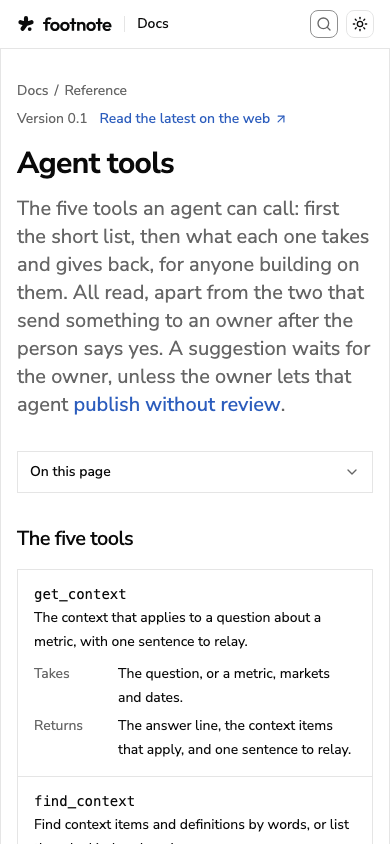 footnote
Docs
Docs / Reference
Version 0.1 Read the latest on the web ↗
Agent tools
The five tools an agent can call: first
the short list, then what each one takes
and gives back, for anyone building on
them. All read, apart from the two that
send something to an owner after the
person says yes. A suggestion waits for
the owner, unless the owner lets that
agent publish without review.
On this page
The five tools
get_context
The context that applies to a question about a
metric, with one sentence to relay.
Takes The question, or a metric, markets
and dates.
Returns The answer line, the context items
that apply, and one sentence to relay.
find_context
Find context items and definitions by words, or list